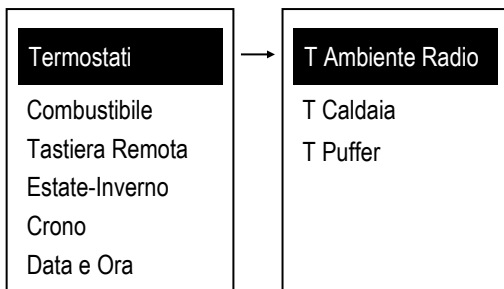 Termostati
Combustibile
Tastiera Remota
Estate-Inverno
Crono
Data e Ora
T Ambiente Radio
T Caldaia
T Puffer